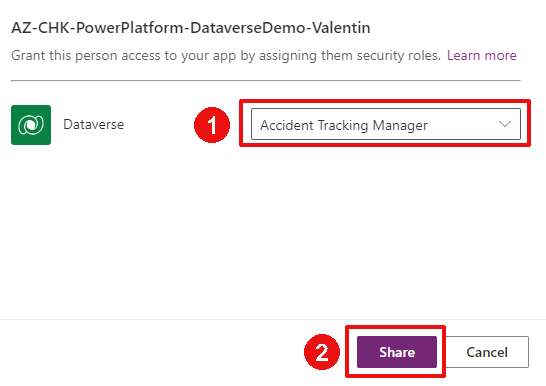 AZ-CHK-PowerPlatform-DataverseDemo-Valentin
Grant this person access to your app by assigning them security roles. Learn more
Dataverse
1
Accident Tracking Manager
2
Share
Cancel